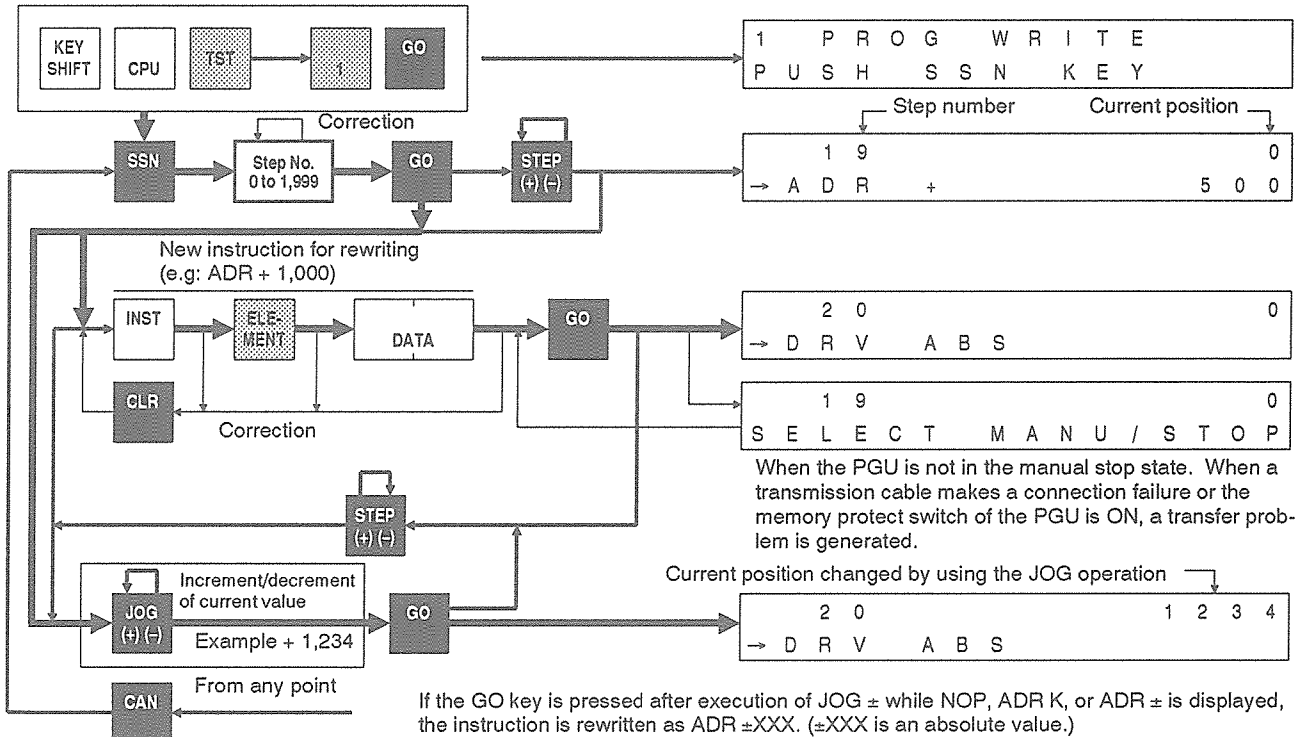 KEY SHIFT
CPU
TST
1
GO
1 PROG WRITE
PUSH SSN KEY
Correction
Step number
Current position
SSN
Step No.
0 to 1,999
GO
STEP
(+) (−)
19 0
→ ADR + 500
New instruction for rewriting
(e.g: ADR + 1,000)
INST
ELE-
MENT
DATA
GO
20 0
→ DRV ABS
CLR
Correction
19 0
SELECT MANU/STOP
When the PGU is not in the manual stop state. When a
transmission cable makes a connection failure or the
memory protect switch of the PGU is ON, a transfer prob-
lem is generated.
STEP
(+) (−)
Current position changed by using the JOG operation
JOG
(+) (−)
Increment/decrement
of current value
Example + 1,234
GO
20 1234
→ DRV ABS
CAN
From any point
If the GO key is pressed after execution of JOG ± while NOP, ADR K, or ADR ± is displayed,
the instruction is rewritten as ADR ±XXX. (±XXX is an absolute value.)